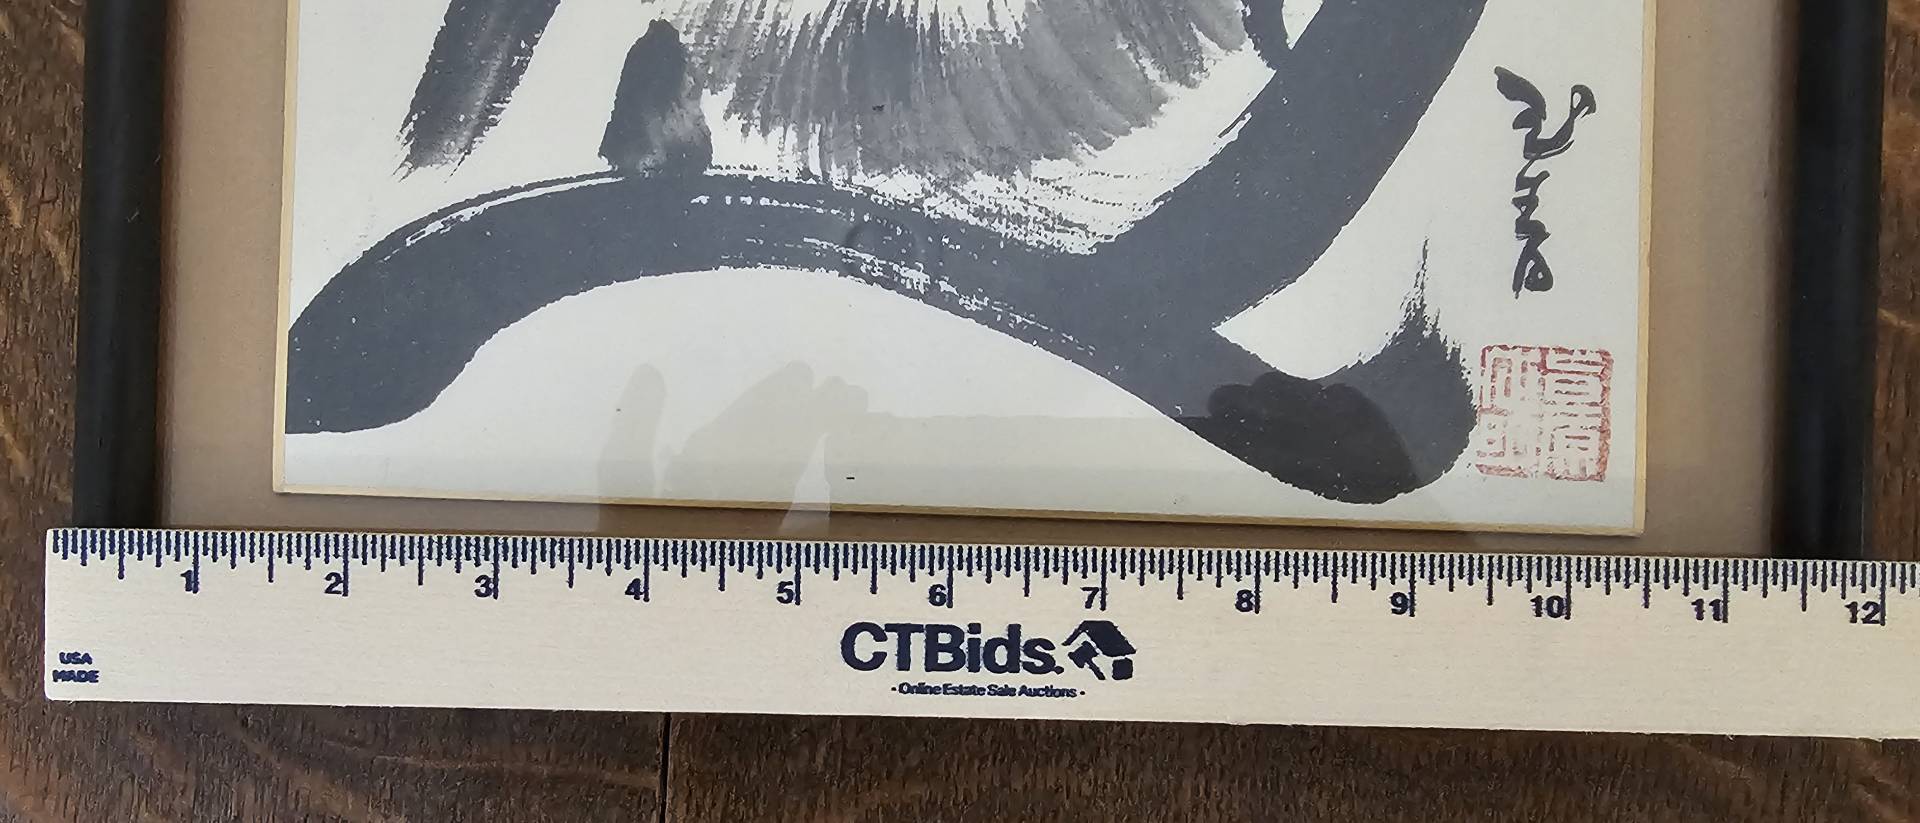 1 2 3 4 5 6 7 8 9 10 11 12
CTBids.
- Online Estate Sale Auctions -
USA
MADE